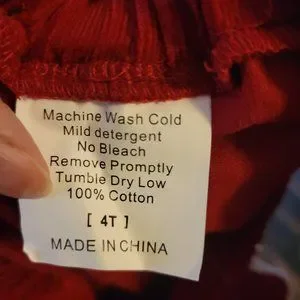 Machine Wash Cold
Mild detergent
No Bleach
Remove Promptly
Tumble Dry Low
100% Cotton
[ 4T ]
MADE IN CHINA